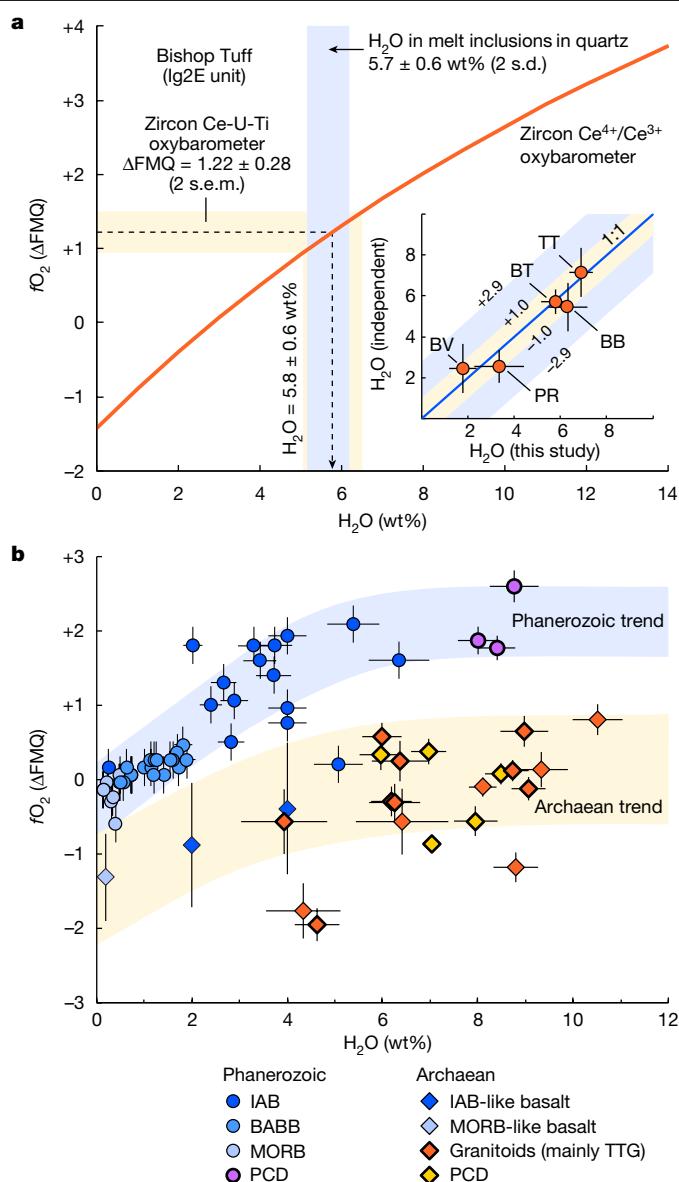 a
+4
+3
+2
+1
0
−1
−2
fO2 (ΔFMQ)
Bishop Tuff
(Ig2E unit)
Zircon Ce-U-Ti
oxybarometer
ΔFMQ = 1.22 ± 0.28
(2 s.e.m.)
H2O in melt inclusions in quartz
5.7 ± 0.6 wt% (2 s.d.)
Zircon Ce4+/Ce3+
oxybarometer
H2O = 5.8 ± 0.6 wt%
H2O (independent)
8
6
4
2
TT
1:1
BT
+2.9
+1.0
BV
−1.0
BB
−2.9
PR
2 4 6 8
H2O (this study)
0 2 4 6 8 10 12 14
H2O (wt%)
b
+3
+2
+1
0
−1
−2
−3
fO2 (ΔFMQ)
Phanerozoic trend
Archaean trend
0 2 4 6 8 10 12
H2O (wt%)
Phanerozoic
IAB
BABB
MORB
PCD
Archaean
IAB-like basalt
MORB-like basalt
Granitoids (mainly TTG)
PCD